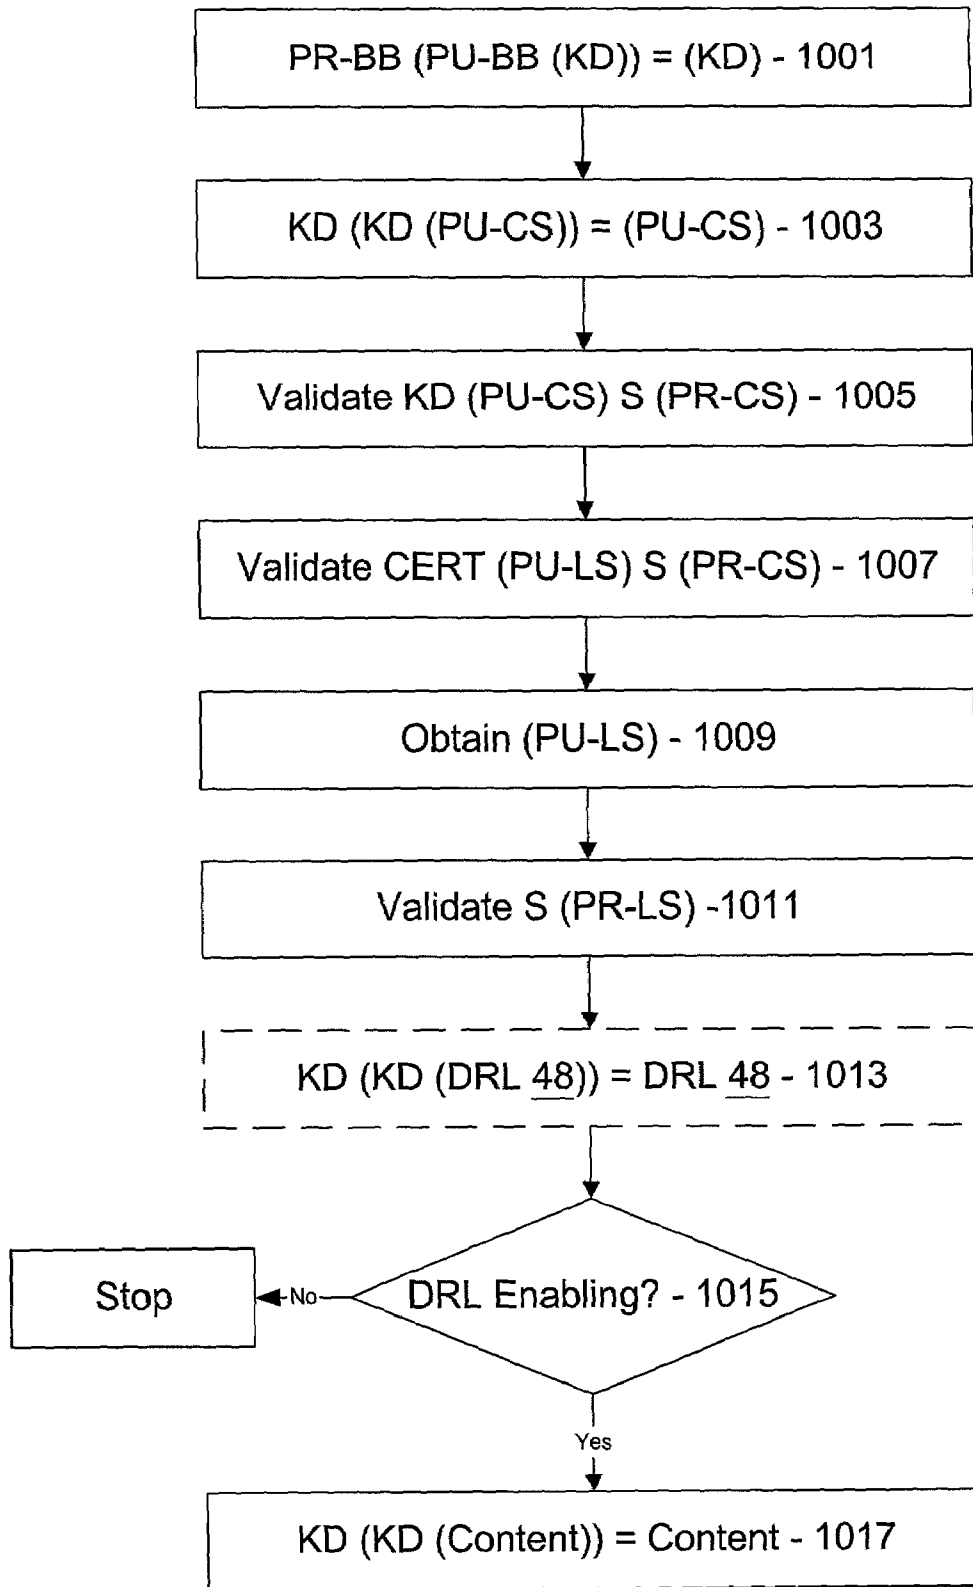 PR-BB (PU-BB (KD)) = (KD) - 1001
KD (KD (PU-CS)) = (PU-CS) - 1003
Validate KD (PU-CS) S (PR-CS) - 1005
Validate CERT (PU-LS) S (PR-CS) - 1007
Obtain (PU-LS) - 1009
Validate S (PR-LS) -1011
KD (KD (DRL 48)) = DRL 48 - 1013
DRL Enabling? - 1015
No
Stop
Yes
KD (KD (Content)) = Content - 1017